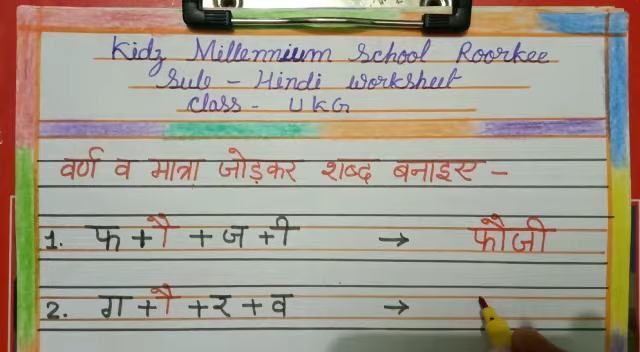 Kidz Millennium School Roorkee
Sub - Hindi worksheet
Class - UKG
वर्ण व मात्रा जोड़कर शब्द बनाइए -
1. फ + ौ + ज + ी → फौजी
2. ग + ौ + र + व →